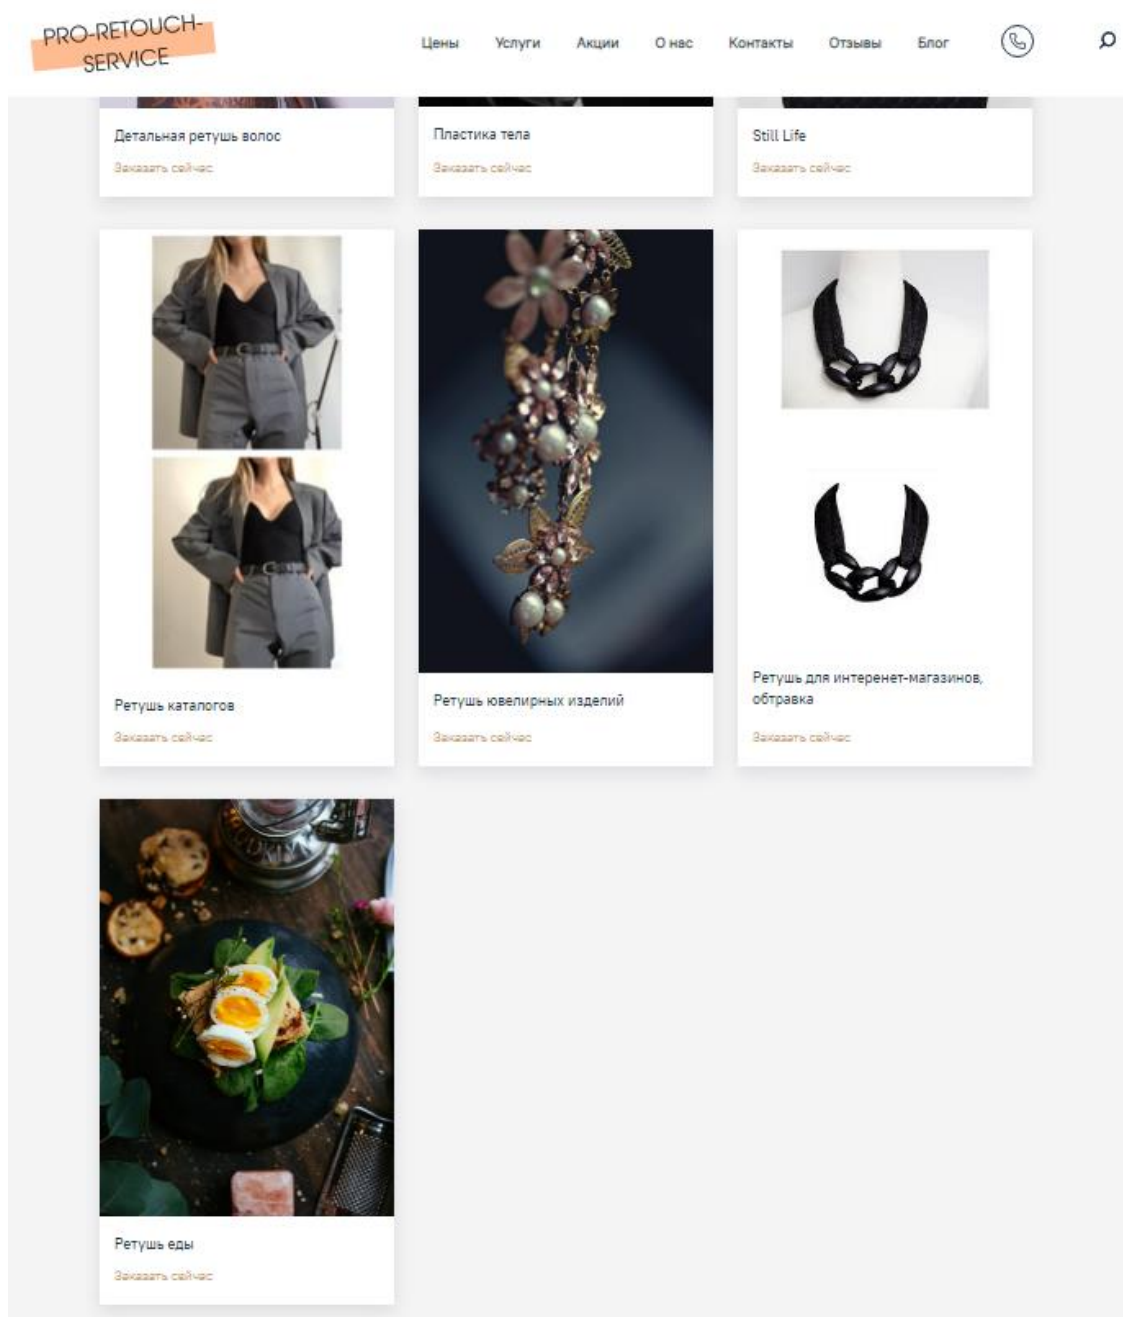 PRO-RETOUCH-
SERVICE
Цены Услуги Акции О нас Контакты Отзывы Блог
Детальная ретушь волос
Пластика тела
Still Life
Заказать сейчас
Заказать сейчас
Заказать сейчас
Ретушь каталогов
Ретушь ювелирных изделий
Ретушь для интеренет-магазинов,
обтравка
Заказать сейчас
Заказать сейчас
Заказать сейчас
Ретушь еды
Заказать сейчас